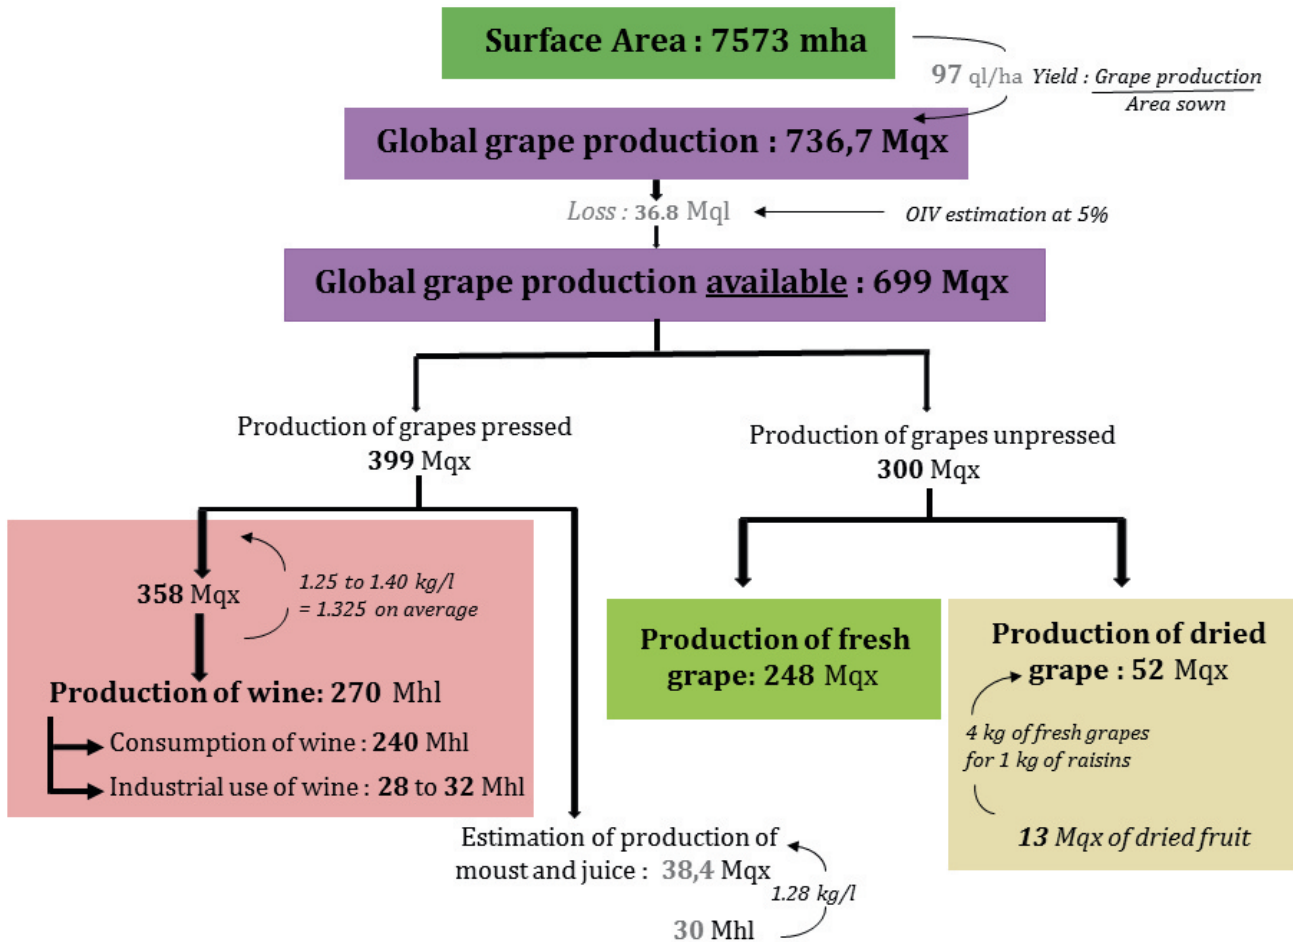 Surface Area : 7573 mha
97 ql/ha Yield : Grape production
Area sown
Global grape production : 736,7 Mqx
Loss : 36.8 Mql
OIV estimation at 5%
Global grape production available : 699 Mqx
Production of grapes pressed
399 Mqx
Production of grapes unpressed
300 Mqx
358 Mqx
1.25 to 1.40 kg/l
= 1.325 on average
Production of wine: 270 Mhl
Consumption of wine : 240 Mhl
Industrial use of wine : 28 to 32 Mhl
Estimation of production of
moust and juice : 38,4 Mqx
1.28 kg/l
30 Mhl
Production of fresh
grape: 248 Mqx
Production of dried
grape : 52 Mqx
4 kg of fresh grapes
for 1 kg of raisins
13 Mqx of dried fruit